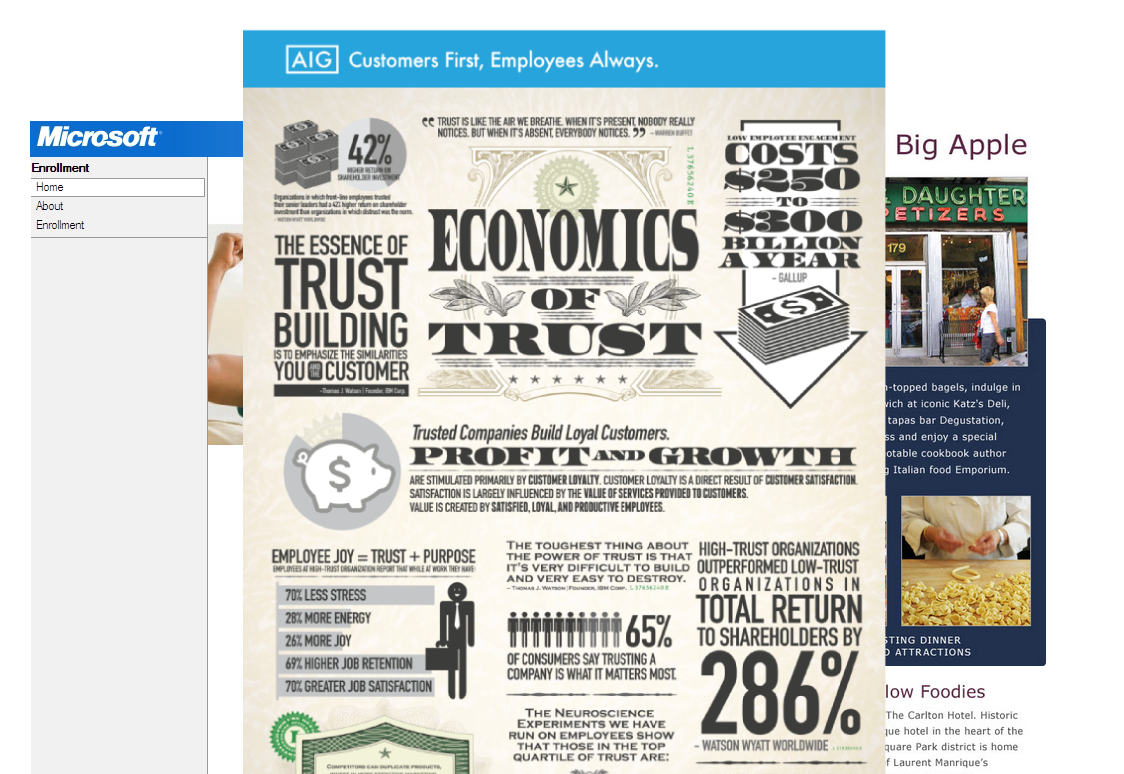 AIG Customers First, Employees Always.
Microsoft
Enrollment
Home
About
Enrollment
42%
HIGHER RETURN ON
SHAREHOLDER INVESTMENT
Organizations in which front-line employees trusted
their senior leaders had a 42% higher return on shareholder
investment than organizations in which distrust was the norm.
- WATSON WYATT WORLDWIDE
THE ESSENCE OF
TRUST
BUILDING
IS TO EMPHASIZE THE SIMILARITIES
YOU AND THE CUSTOMER
-Thomas J. Watson | Founder, IBM Corp.
“ TRUST IS LIKE THE AIR WE BREATHE. WHEN IT'S PRESENT, NOBODY REALLY
NOTICES. BUT WHEN IT'S ABSENT, EVERYBODY NOTICES. ” – WARREN BUFFET
L 37656240 E
ECONOMICS
OF
TRUST
LOW EMPLOYEE ENGAGEMENT
COSTS
$250
TO
$300
BILLION
A YEAR
- GALLUP
Trusted Companies Build Loyal Customers.
PROFIT AND GROWTH
ARE STIMULATED PRIMARILY BY CUSTOMER LOYALTY. CUSTOMER LOYALTY IS A DIRECT RESULT OF CUSTOMER SATISFACTION.
SATISFACTION IS LARGELY INFLUENCED BY THE VALUE OF SERVICES PROVIDED TO CUSTOMERS.
VALUE IS CREATED BY SATISFIED, LOYAL, AND PRODUCTIVE EMPLOYEES.
EMPLOYEE JOY = TRUST + PURPOSE
EMPLOYEES AT HIGH-TRUST ORGANIZATION REPORT THAT WHILE AT WORK THEY HAVE:
70% LESS STRESS
28% MORE ENERGY
26% MORE JOY
69% HIGHER JOB RETENTION
70% GREATER JOB SATISFACTION
COMPETITORS CAN DUPLICATE PRODUCTS,
THE TOUGHEST THING ABOUT
THE POWER OF TRUST IS THAT
IT'S VERY DIFFICULT TO BUILD
AND VERY EASY TO DESTROY.
- THOMAS J. WATSON | FOUNDER, IBM CORP. L 37656240 E
65%
OF CONSUMERS SAY TRUSTING A
COMPANY IS WHAT IT MATTERS MOST.
THE NEUROSCIENCE
EXPERIMENTS WE HAVE
RUN ON EMPLOYEES SHOW
THAT THOSE IN THE TOP
QUARTILE OF TRUST ARE:
HIGH-TRUST ORGANIZATIONS
OUTPERFORMED LOW-TRUST
ORGANIZATIONS IN
TOTAL RETURN
TO SHAREHOLDERS BY
286%
- WATSON WYATT WORLDWIDE
Big Apple
& DAUGHTER
PETIZERS
179
n-topped bagels, indulge in
wich at iconic Katz's Deli,
tapas bar Degustation,
ss and enjoy a special
otable cookbook author
g Italian food Emporium.
STING DINNER
D ATTRACTIONS
low Foodies
The Carlton Hotel. Historic
que hotel in the heart of the
quare Park district is home
of Laurent Manrique's